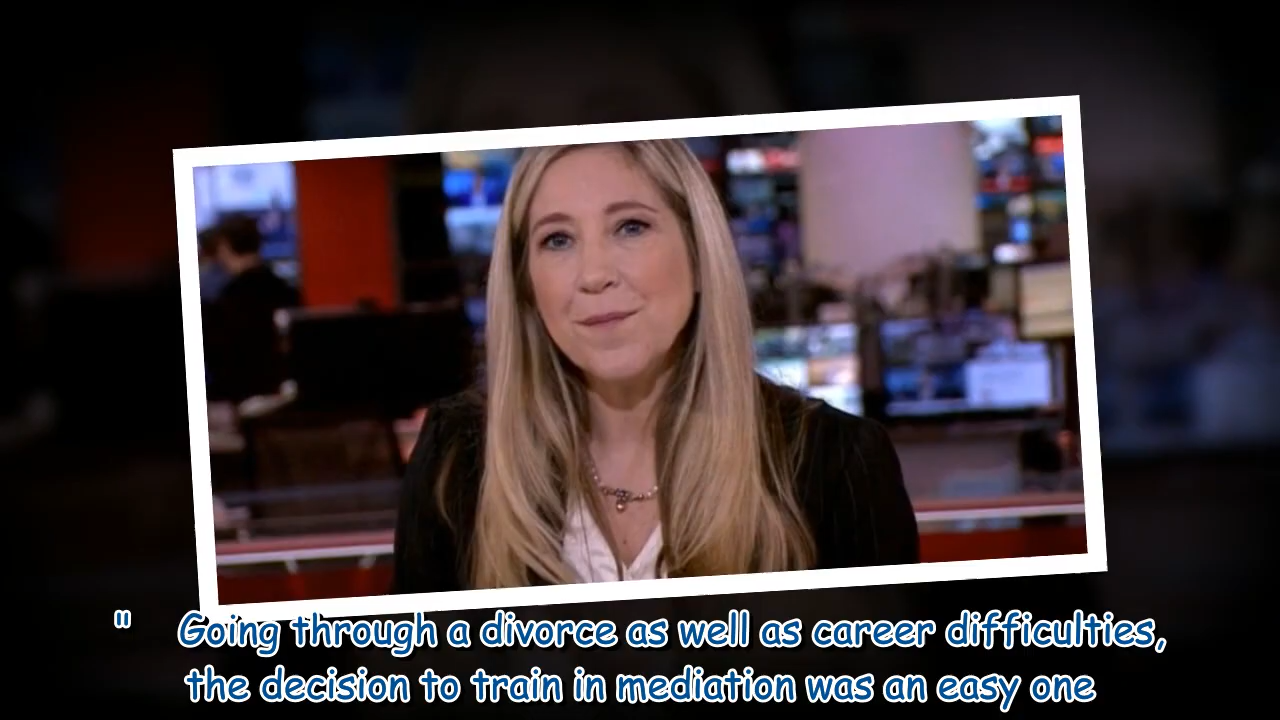 " Going through a divorce as well as career difficulties,
the decision to train in mediation was an easy one